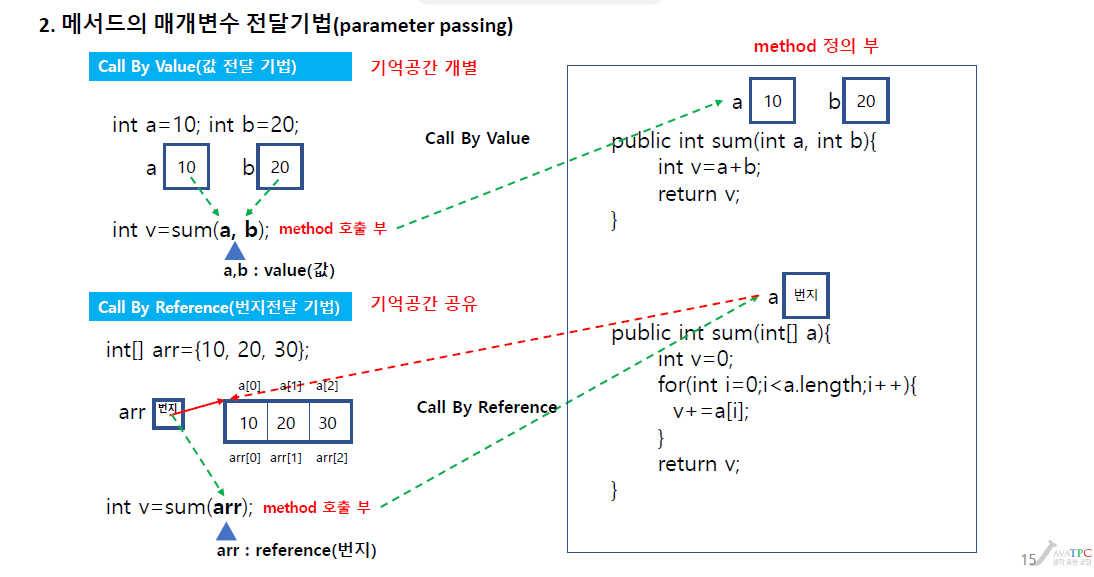 2. 메서드의 매개변수 전달기법(parameter passing)
method 정의 부
Call By Value(값 전달 기법)
기억공간 개별
int a=10; int b=20;
a 10 b 20
int v=sum(a, b); method 호출 부
a,b : value(값)
Call By Value
a 10 b 20
public int sum(int a, int b){
int v=a+b;
return v;
}
Call By Reference(번지전달 기법)
기억공간 공유
int[] arr={10, 20, 30};
a[0] a[1] a[2]
arr 번지 10 20 30
arr[0] arr[1] arr[2]
int v=sum(arr); method 호출 부
arr : reference(번지)
Call By Reference
a 번지
public int sum(int[] a){
int v=0;
for(int i=0;i<a.length;i++){
v+=a[i];
}
return v;
}
15
AVATPC
생각 표현 코딩